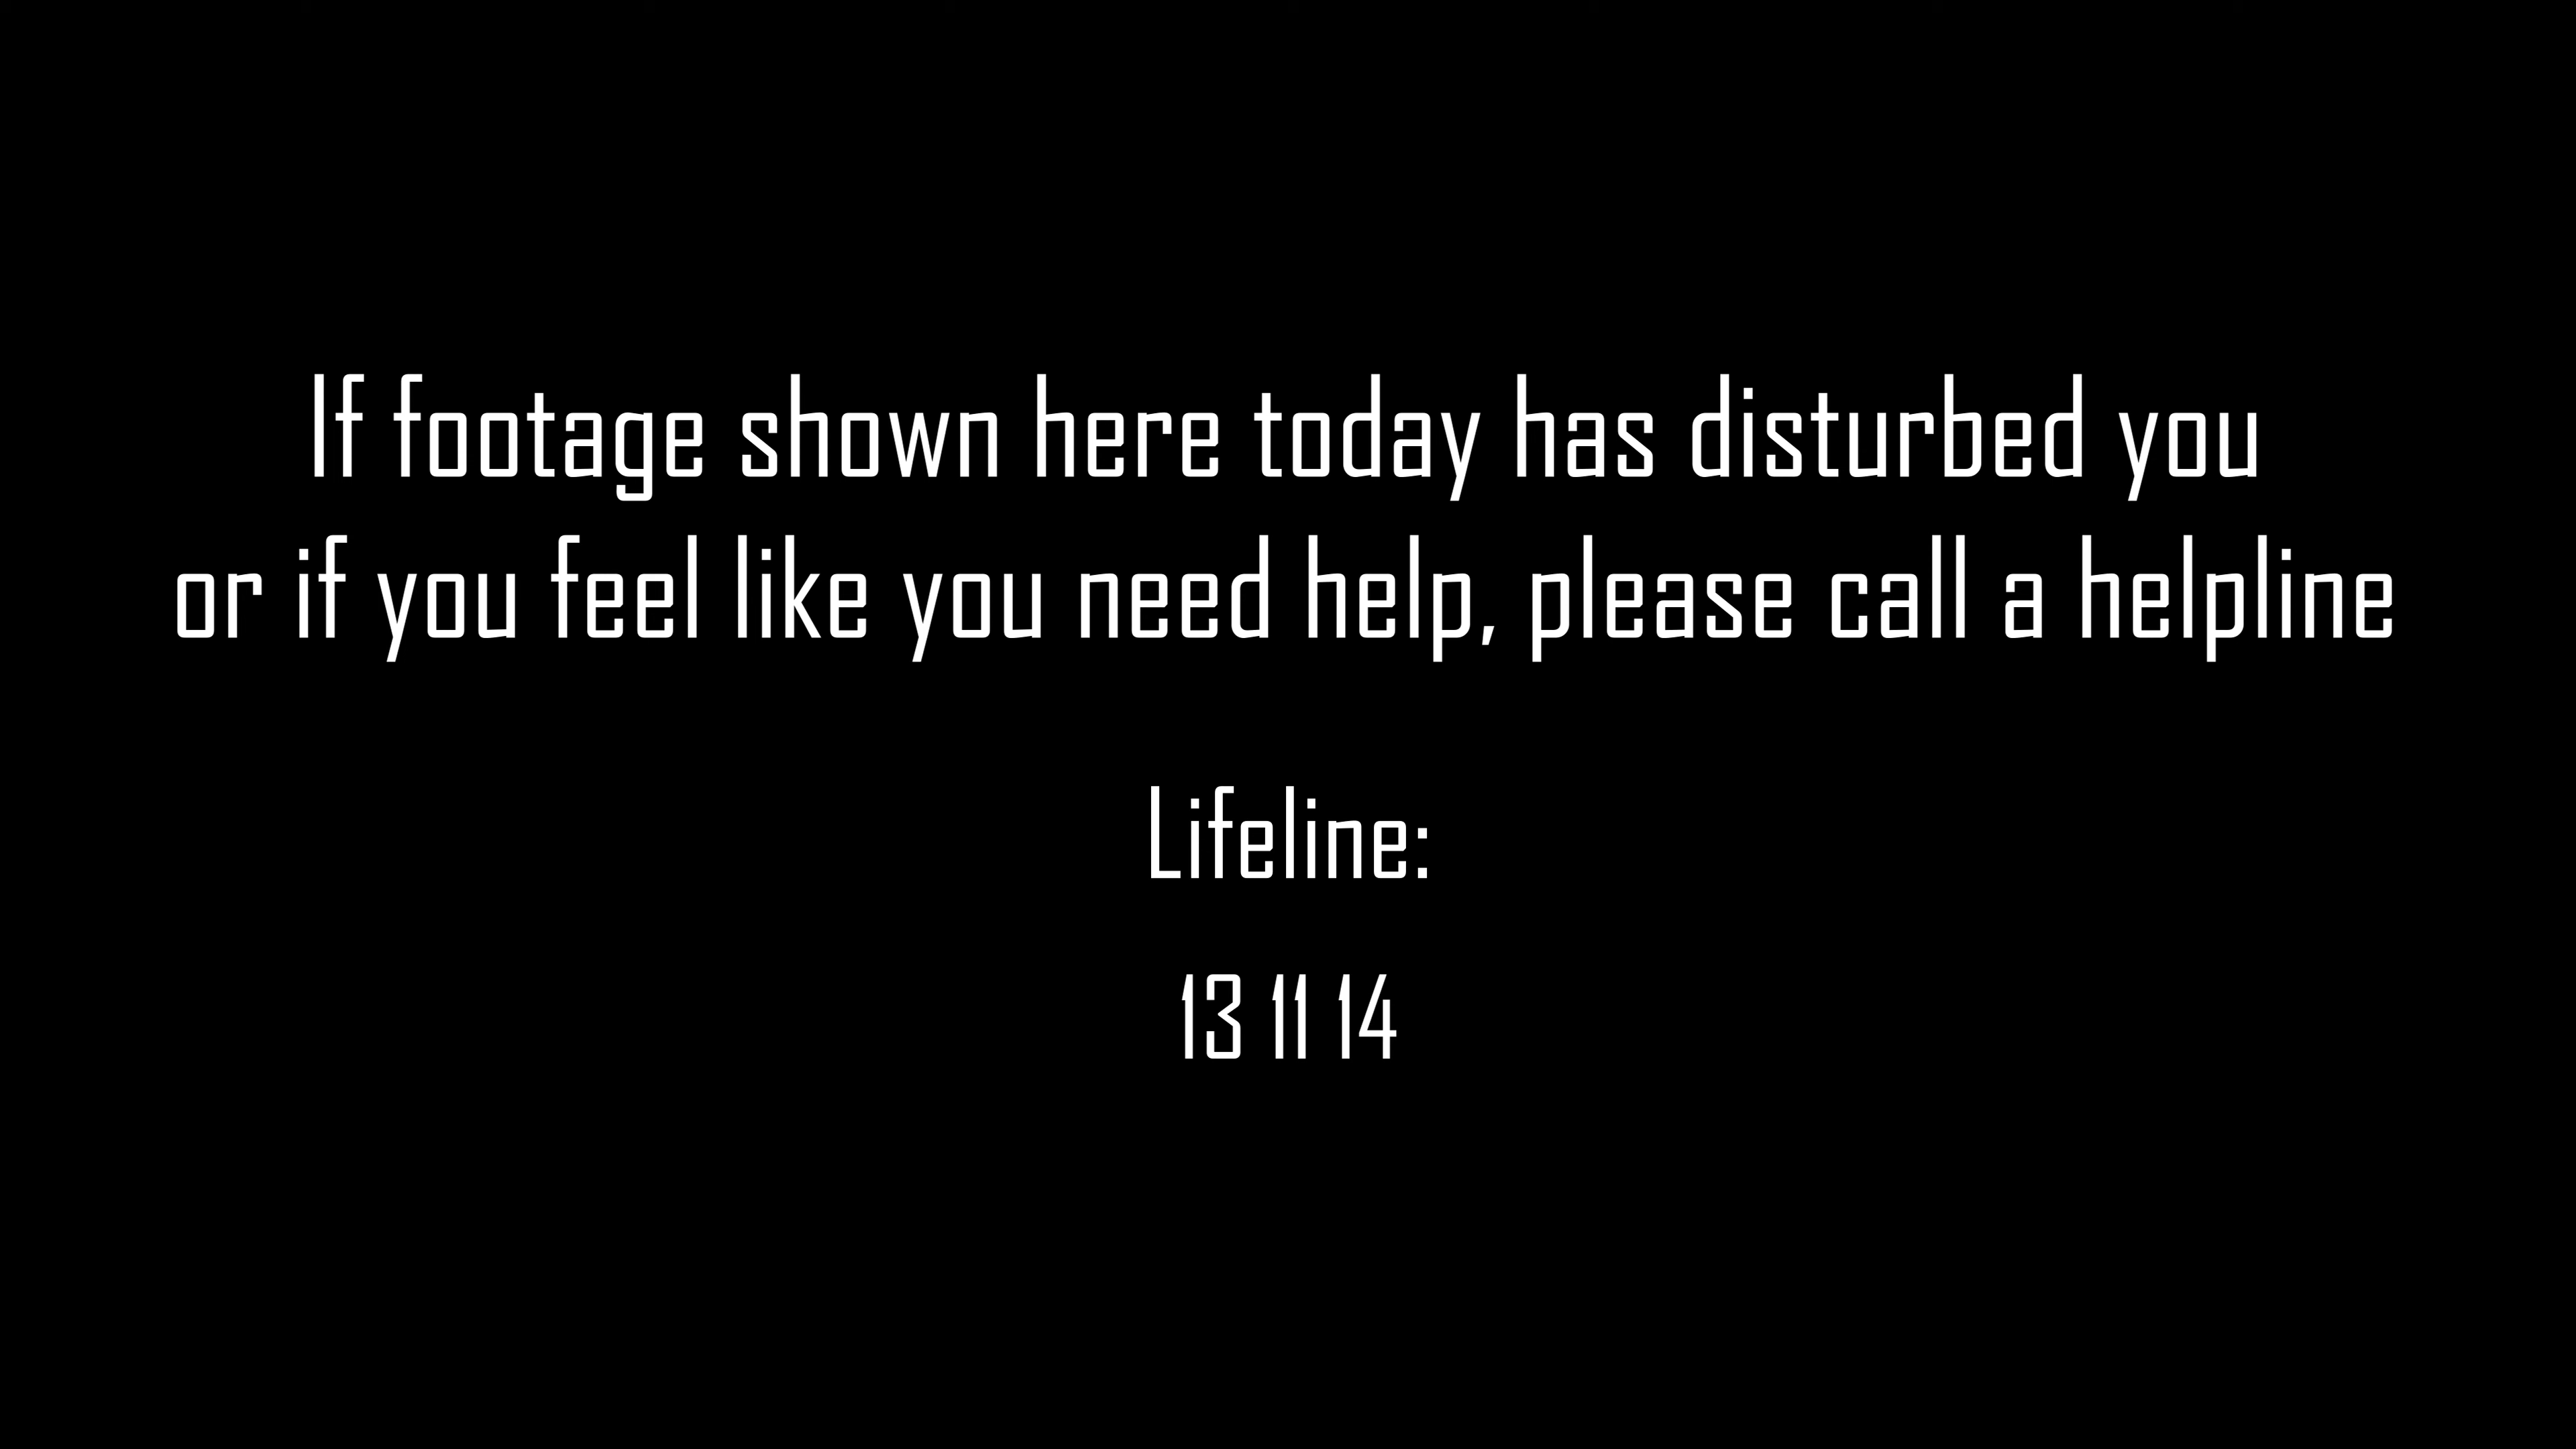 If footage shown here today has disturbed you
or if you feel like you need help, please call a helpline
Lifeline:
13 11 14